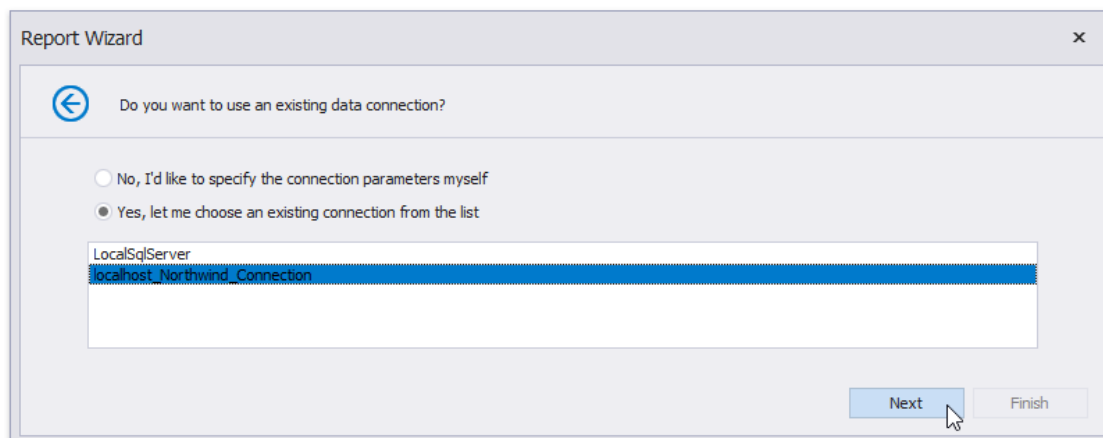 Report Wizard
Do you want to use an existing data connection?
No, I'd like to specify the connection parameters myself
Yes, let me choose an existing connection from the list
LocalSqlServer
localhost_Northwind_Connection
Next Finish